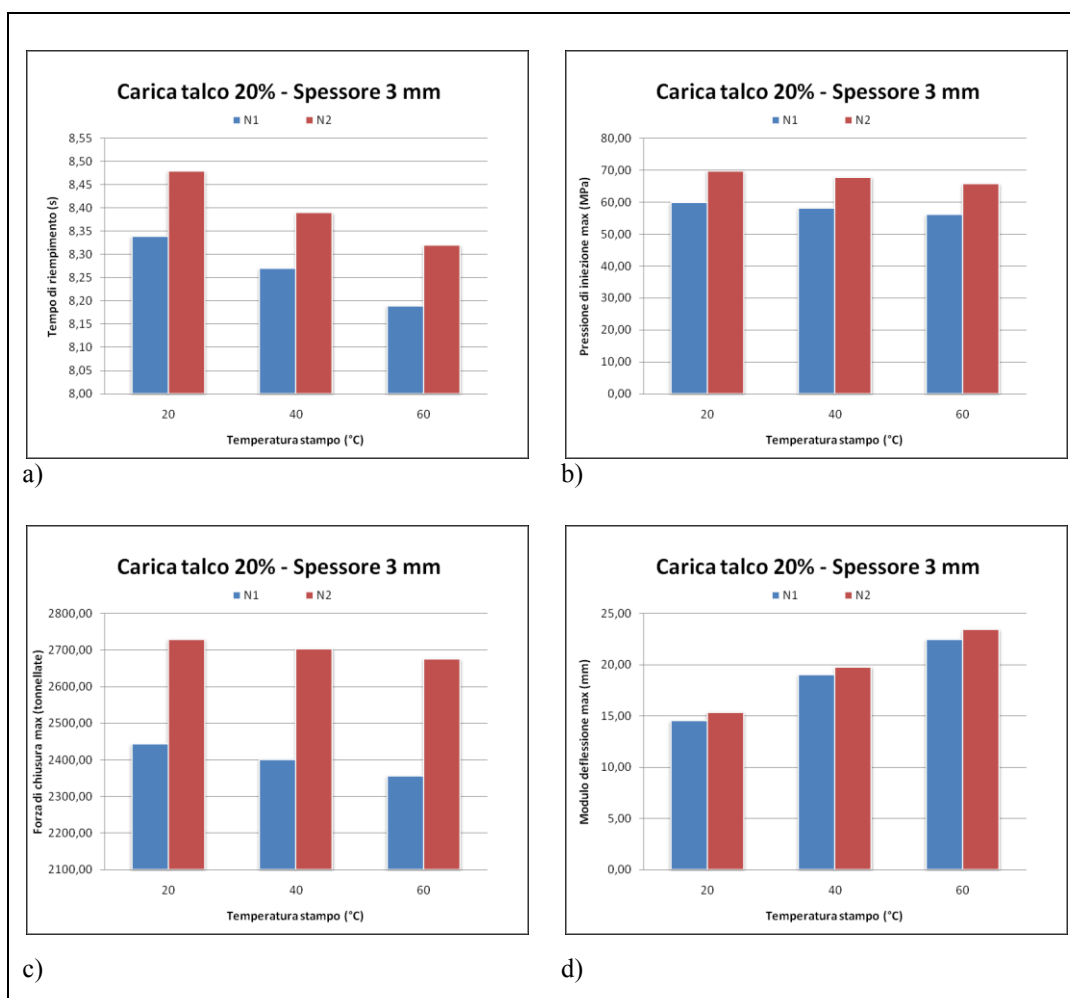 Carica talco 20% - Spessore 3 mm
N1 N2
8,55
8,50
8,45
8,40
8,35
8,30
8,25
8,20
8,15
8,10
8,05
8,00
Tempo di riempimento (s)
20 40 60
Temperatura stampo (°C)
a)
Carica talco 20% - Spessore 3 mm
N1 N2
80,00
70,00
60,00
50,00
40,00
30,00
20,00
10,00
0,00
Pressione di iniezione max (MPa)
20 40 60
Temperatura stampo (°C)
b)
Carica talco 20% - Spessore 3 mm
N1 N2
2800,00
2700,00
2600,00
2500,00
2400,00
2300,00
2200,00
2100,00
Forza di chiusura max (tonnellate)
20 40 60
Temperatura stampo (°C)
c)
Carica talco 20% - Spessore 3 mm
N1 N2
25,00
20,00
15,00
10,00
5,00
0,00
Modulo deflessione max (mm)
20 40 60
Temperatura stampo (°C)
d)